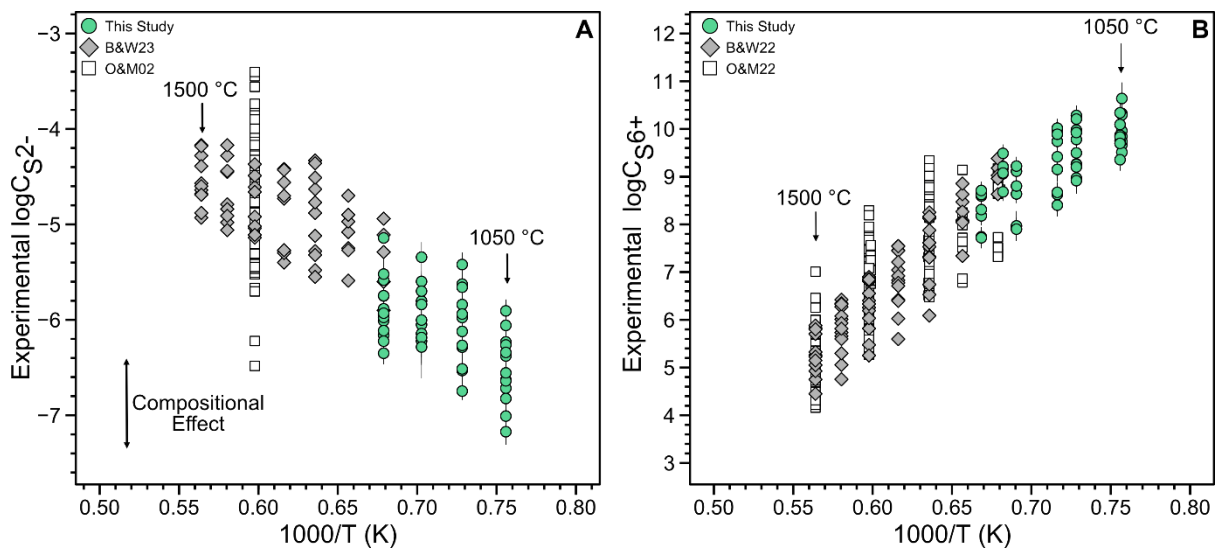 A
This Study
B&W23
O&M02
1500 °C
1050 °C
Compositional
Effect
Experimental logCS2-
−3
−4
−5
−6
−7
0.50 0.55 0.60 0.65 0.70 0.75 0.80
1000/T (K)
B
This Study
B&W22
O&M22
1050 °C
1500 °C
Experimental logCS6+
12
11
10
9
8
7
6
5
4
3
0.50 0.55 0.60 0.65 0.70 0.75 0.80
1000/T (K)